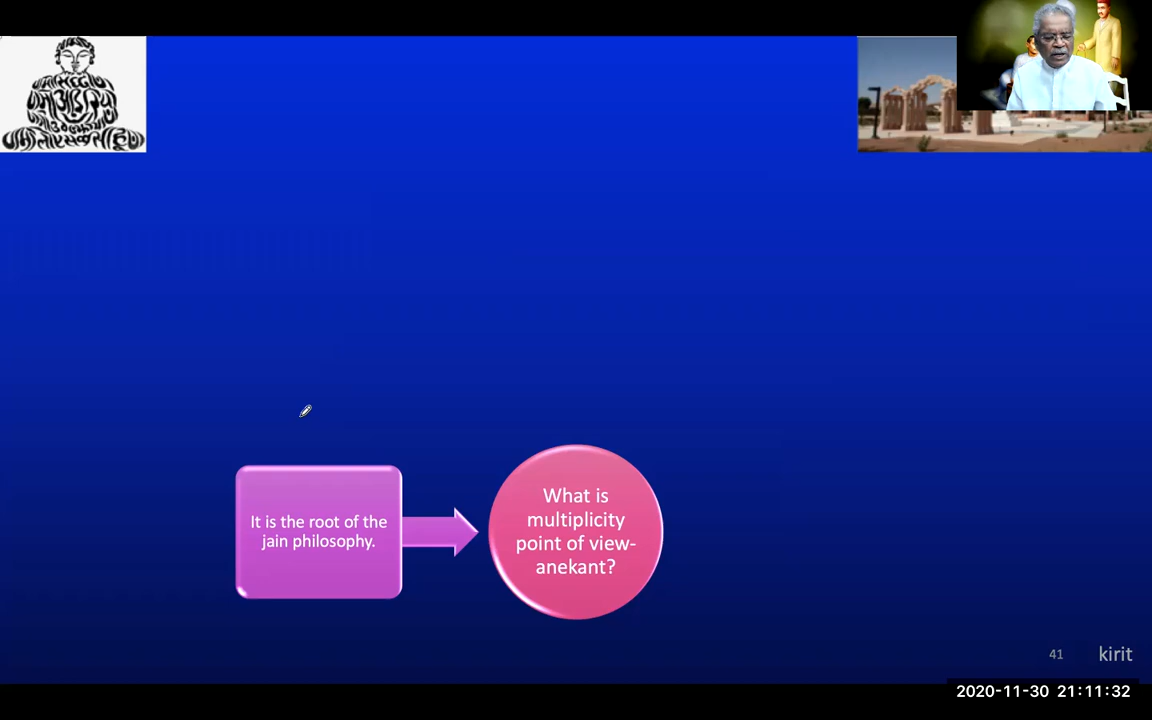 It is the root of the
jain philosophy.
What is
multiplicity
point of view-
anekant?
41
kirit
2020-11-30 21:11:32